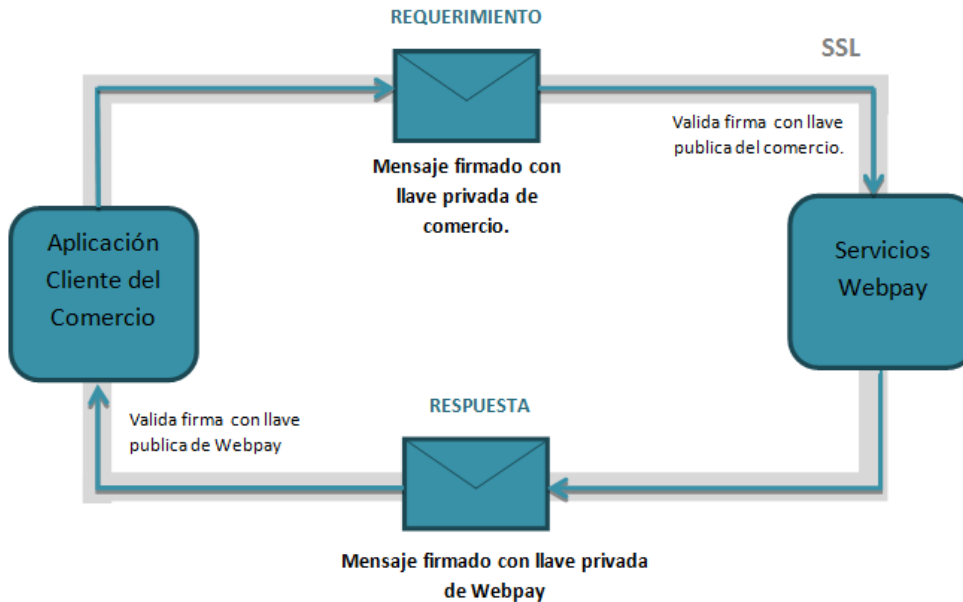 REQUERIMIENTO
SSL
Valida firma con llave
publica del comercio.
Mensaje firmado con
llave privada de
comercio.
Aplicación
Cliente del
Comercio
Servicios
Webpay
RESPUESTA
Valida firma con llave
publica de Webpay
Mensaje firmado con llave privada
de Webpay